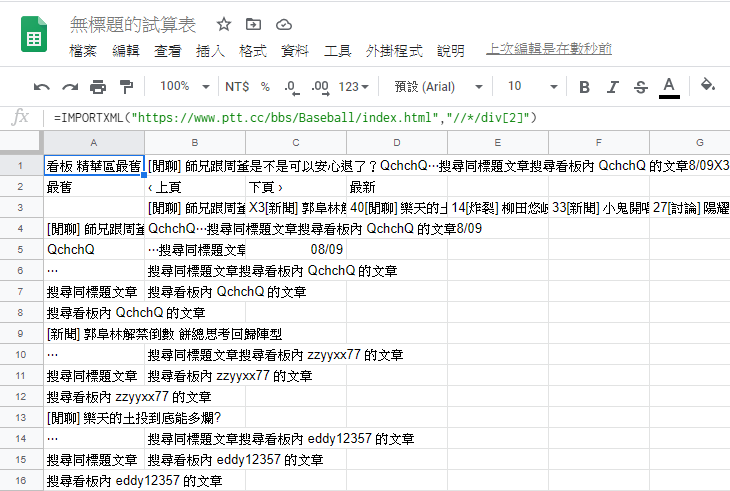 無標題的試算表
檔案 編輯 查看 插入 格式 資料 工具 外掛程式 說明 上次編輯是在數秒前
100% NT$ % .0 .00 123 預設 (Arial) 10 B I S A
fx =IMPORTXML("https://www.ptt.cc/bbs/Baseball/index.html","//*/div[2]")
A B C D E F G
1 看板 精華區最舊 [閒聊] 師兄跟周董是不是可以安心退了？QchchQ⋯搜尋同標題文章搜尋看板內 QchchQ 的文章8/09X3
2 最舊 ‹ 上頁 下頁 › 最新
3 [閒聊] 師兄跟周董 X3[新聞] 郭阜林解 40[閒聊] 樂天的土 14[炸裂] 柳田悠岐 33[新聞] 小鬼開唱 27[討論] 陽耀
4 [閒聊] 師兄跟周董 QchchQ⋯搜尋同標題文章搜尋看板內 QchchQ 的文章8/09
5 QchchQ ⋯搜尋同標題文章 08/09
6 ⋯ 搜尋同標題文章搜尋看板內 QchchQ 的文章
7 搜尋同標題文章 搜尋看板內 QchchQ 的文章
8 搜尋看板內 QchchQ 的文章
9 [新聞] 郭阜林解禁倒數 餅總思考回歸陣型
10 ⋯ 搜尋同標題文章搜尋看板內 zzyyxx77 的文章
11 搜尋同標題文章 搜尋看板內 zzyyxx77 的文章
12 搜尋看板內 zzyyxx77 的文章
13 [閒聊] 樂天的土投到底能多爛?
14 ⋯ 搜尋同標題文章搜尋看板內 eddy12357 的文章
15 搜尋同標題文章 搜尋看板內 eddy12357 的文章
16 搜尋看板內 eddy12357 的文章